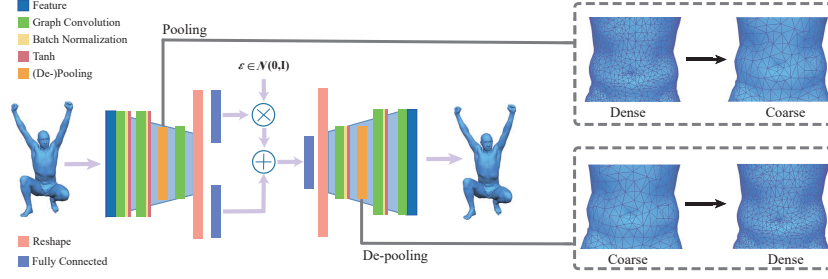 Feature
Graph Convolution
Batch Normalization
Tanh
(De-)Pooling
Pooling
ε ∈ N(0,I)
Dense
Coarse
Reshape
Fully Connected
De-pooling
Coarse
Dense